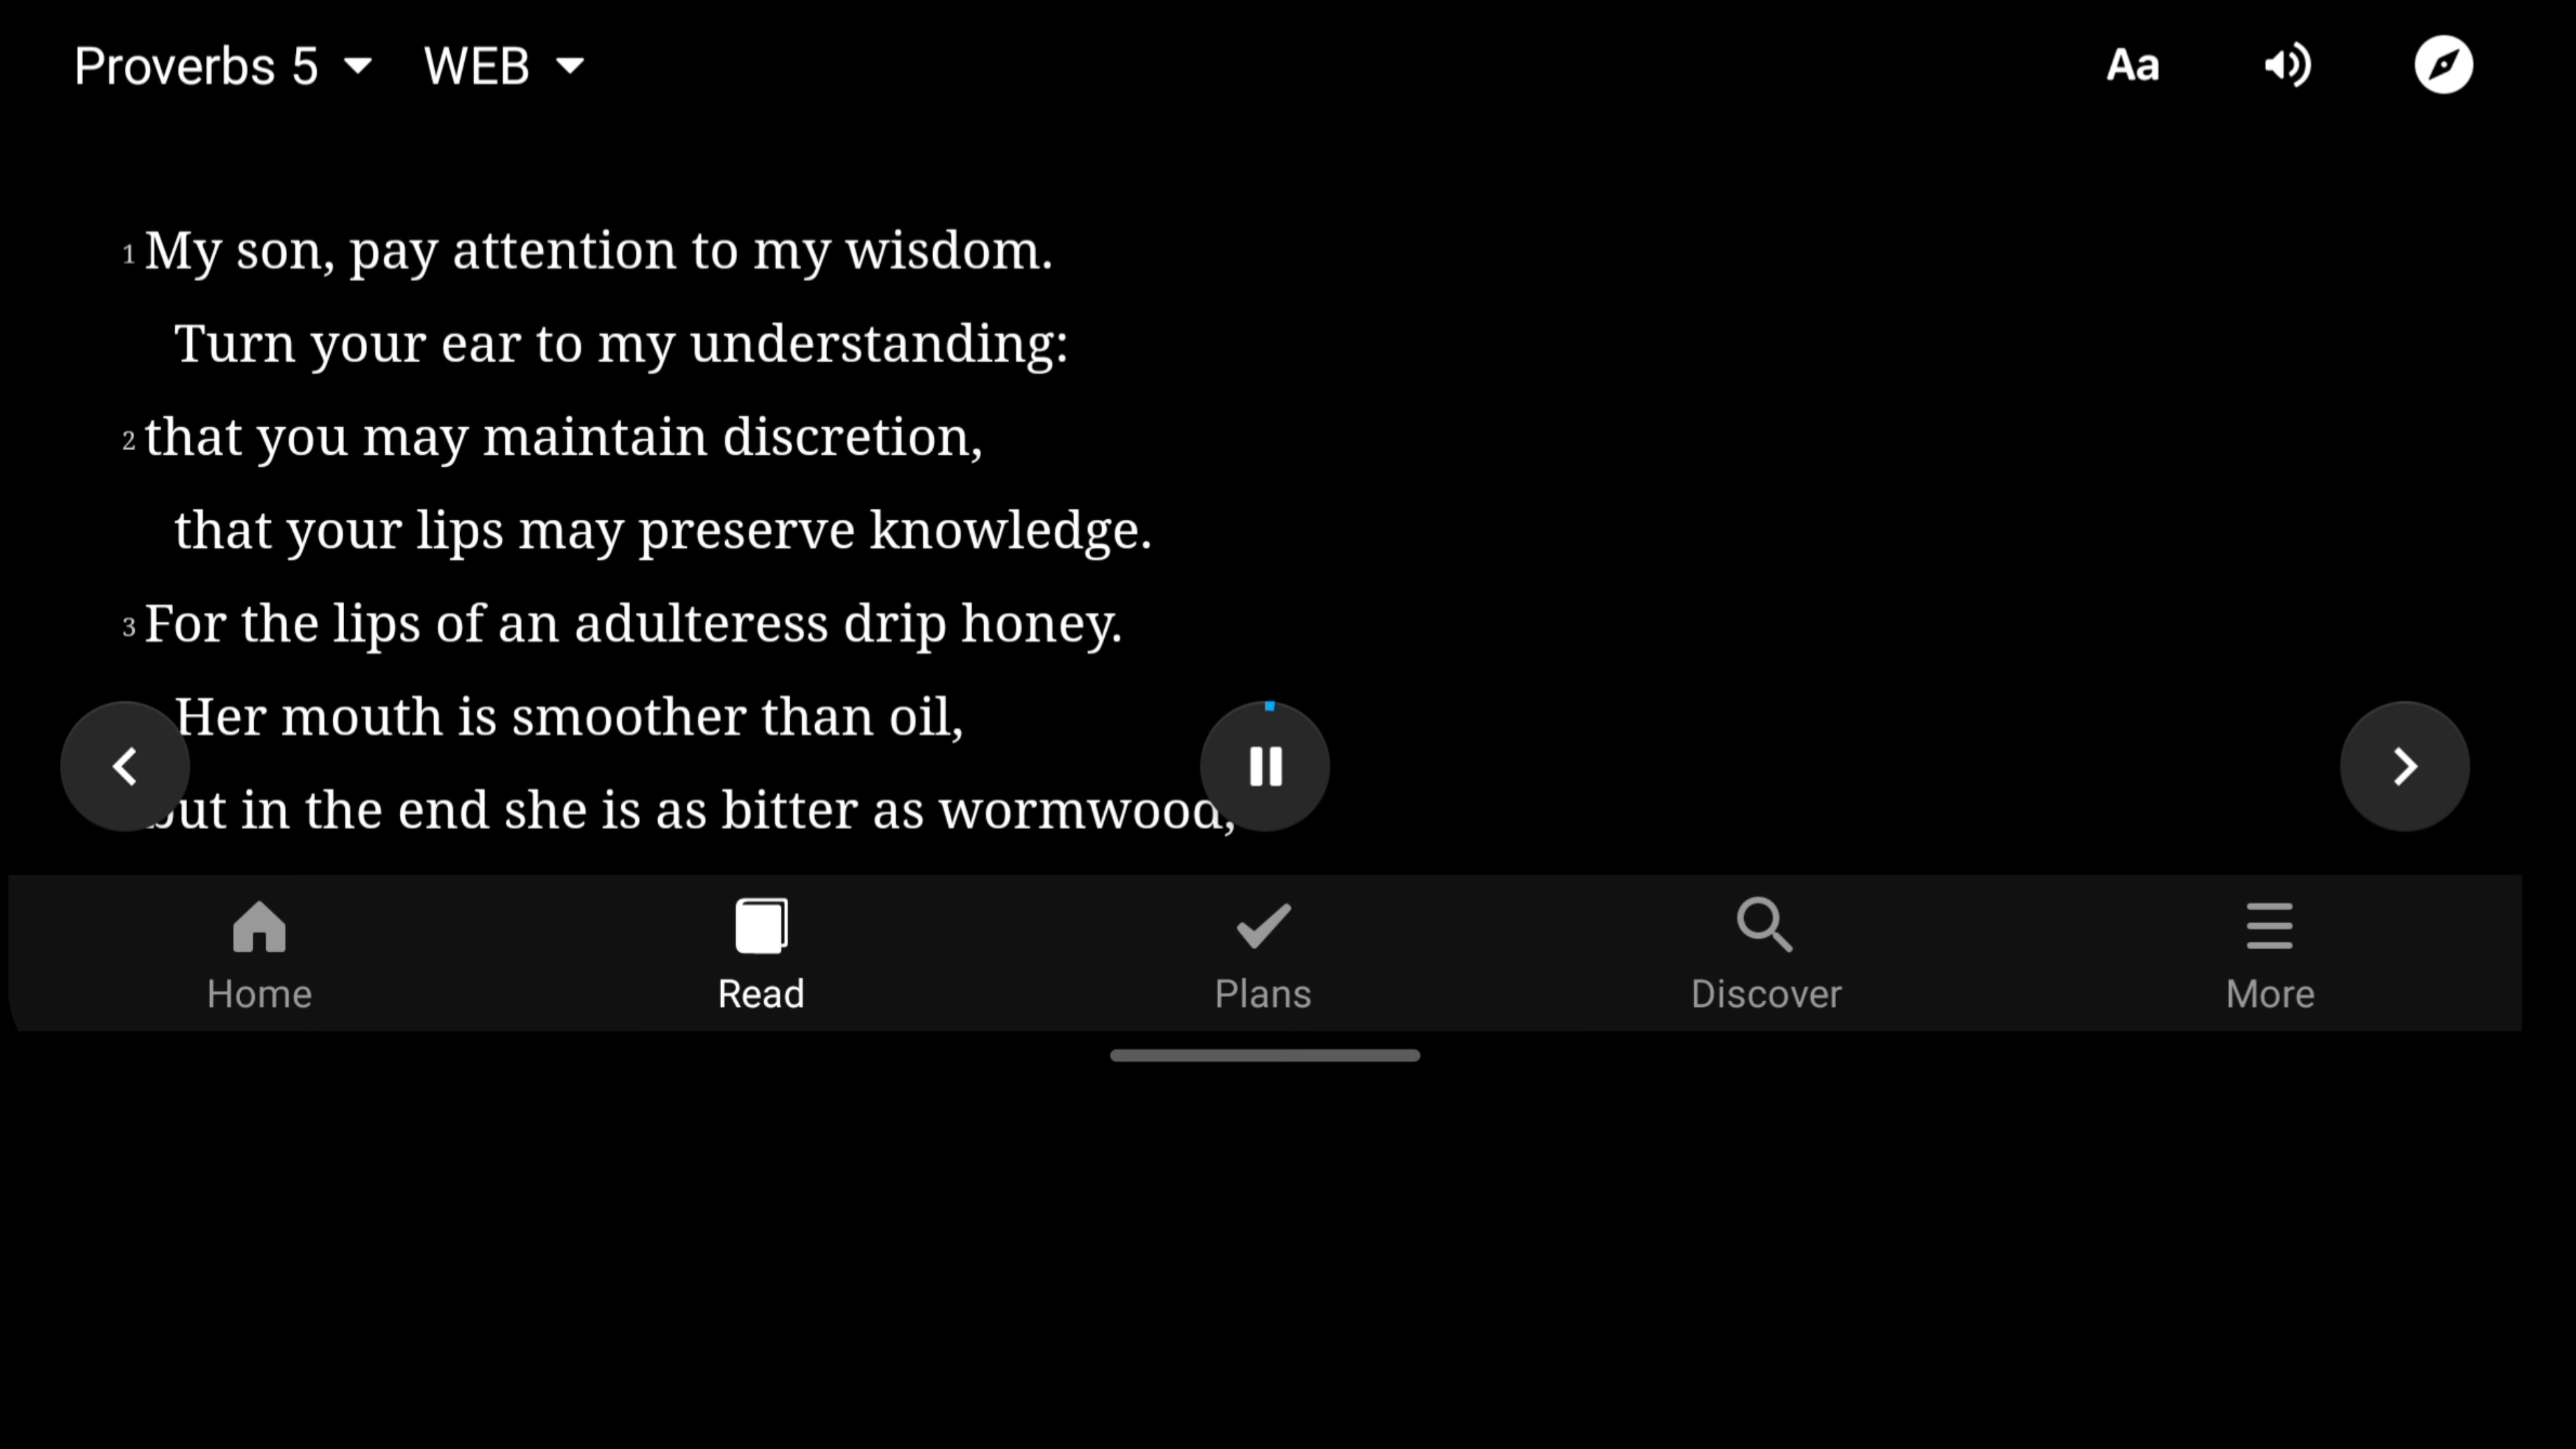 Proverbs 5 WEB Aa
1 My son, pay attention to my wisdom.
Turn your ear to my understanding:
2 that you may maintain discretion,
that your lips may preserve knowledge.
3 For the lips of an adulteress drip honey.
Her mouth is smoother than oil,
but in the end she is as bitter as wormwood,
Home Read Plans Discover More